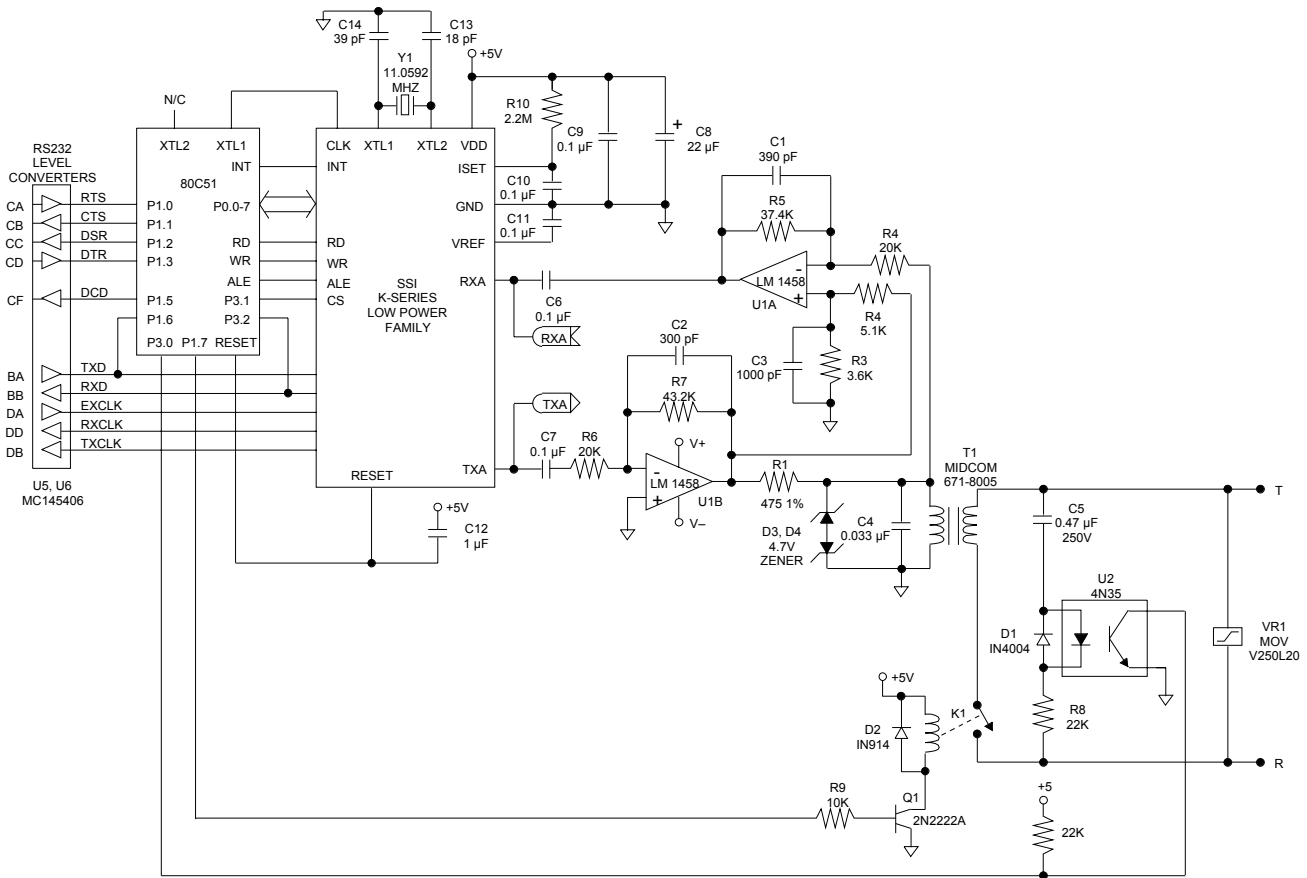 C14
39 pF
C13
18 pF
Y1
11.0592
MHZ
+5V
N/C
R10
2.2M
C9
0.1 µF
+
C8
22 µF
C1
390 pF
RS232
LEVEL
CONVERTERS
XTL2
XTL1
INT
80C51
P1.0
P0.0-7
P1.1
P1.2
RD
P1.3
WR
ALE
P1.5
P3.1
P1.6
P3.2
P3.0
P1.7
RESET
CLK
XTL1
XTL2
VDD
INT
ISET
GND
VREF
RD
WR
ALE
CS
RXA
SSI
K-SERIES
LOW POWER
FAMILY
TXA
RESET
C10
0.1 µF
C11
0.1 µF
CA
RTS
CB
CTS
CC
DSR
CD
DTR
CF
DCD
BA
TXD
BB
RXD
DA
EXCLK
DD
RXCLK
DB
TXCLK
U5, U6
MC145406
R5
37.4K
R4
20K
-
LM 1458
+
U1A
R4
5.1K
C6
0.1 µF
RXA
C2
300 pF
C3
1000 pF
R3
3.6K
R7
43.2K
TXA
C7
0.1 µF
R6
20K
V+
-
LM 1458
+
U1B
V–
R1
475 1%
T1
MIDCOM
671-8005
T
+5V
C12
1 µF
D3, D4
4.7V
ZENER
C4
0.033 µF
C5
0.47 µF
250V
U2
4N35
D1
IN4004
VR1
MOV
V250L20
+5V
D2
IN914
K1
R8
22K
R
R9
10K
Q1
2N2222A
+5
22K